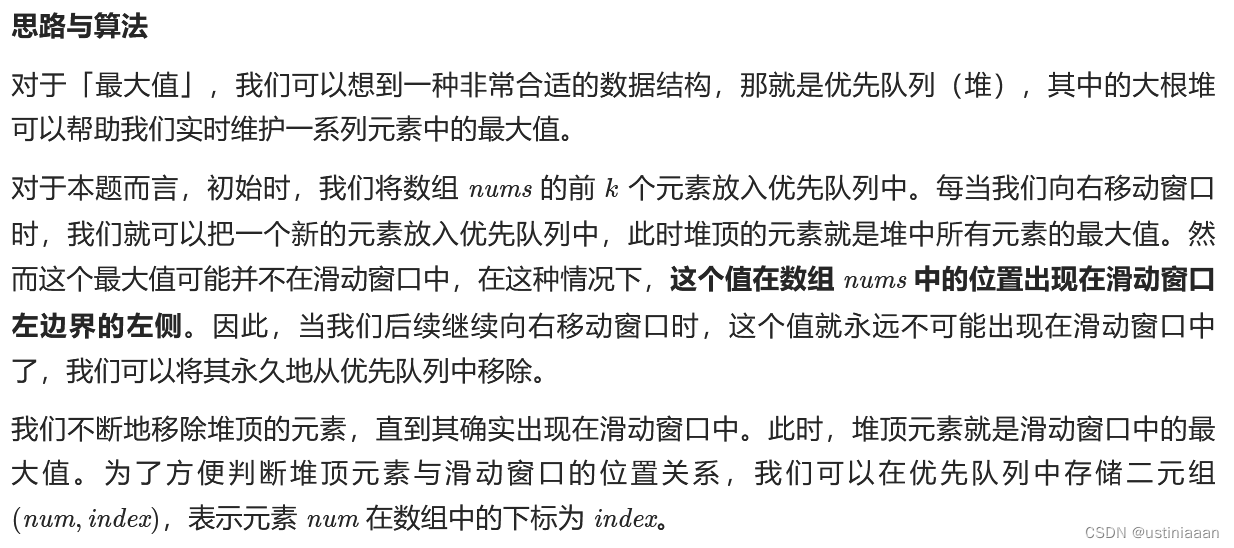 思路与算法
对于「最大值」，我们可以想到一种非常合适的数据结构，那就是优先队列（堆），其中的大根堆
可以帮助我们实时维护一系列元素中的最大值。
对于本题而言，初始时，我们将数组 nums 的前 k 个元素放入优先队列中。每当我们向右移动窗口
时，我们就可以把一个新的元素放入优先队列中，此时堆顶的元素就是堆中所有元素的最大值。然
而这个最大值可能并不在滑动窗口中，在这种情况下，这个值在数组 nums 中的位置出现在滑动窗口
左边界的左侧。因此，当我们后续继续向右移动窗口时，这个值就永远不可能出现在滑动窗口中
了，我们可以将其永久地从优先队列中移除。
我们不断地移除堆顶的元素，直到其确实出现在滑动窗口中。此时，堆顶元素就是滑动窗口中的最
大值。为了方便判断堆顶元素与滑动窗口的位置关系，我们可以在优先队列中存储二元组
(num, index)，表示元素 num 在数组中的下标为 index。
CSDN @ustiniaaan